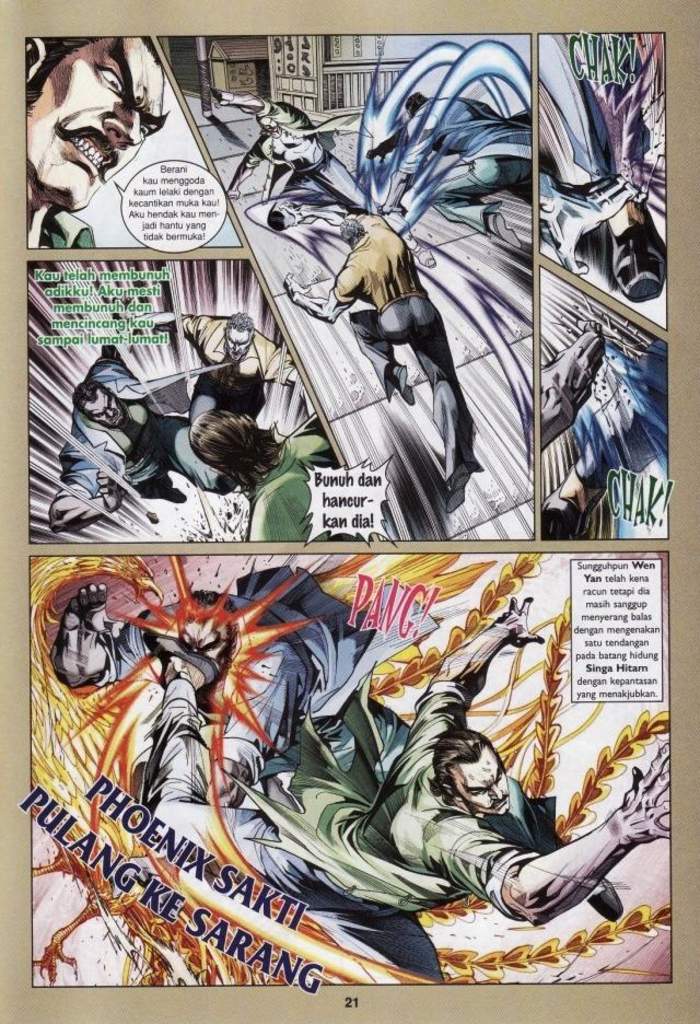 Berani
kau menggoda
kaum lelaki dengan
kecantikan muka kamu!
Aku hendak kau men-
jadi hantu yang
tidak bermuka!
CHAK!
Kau telah membunuh
adikku! Aku mesti
membunuh dan
mencincang kau
sampai lumat-lumat!
Bunuh dan
hancur-
kan dia!
CHAK!
PANG!
Sungguhpun Wen
Yan telah kena
racun tetapi dia
masih sanggup
menyerang balas
dengan mengenakan
satu tendangan
pada batang hidung
Singa Hitam
dengan kepantasan
yang menakjubkan.
PHOENIX SAKTI
PULANG KE SARANG
21